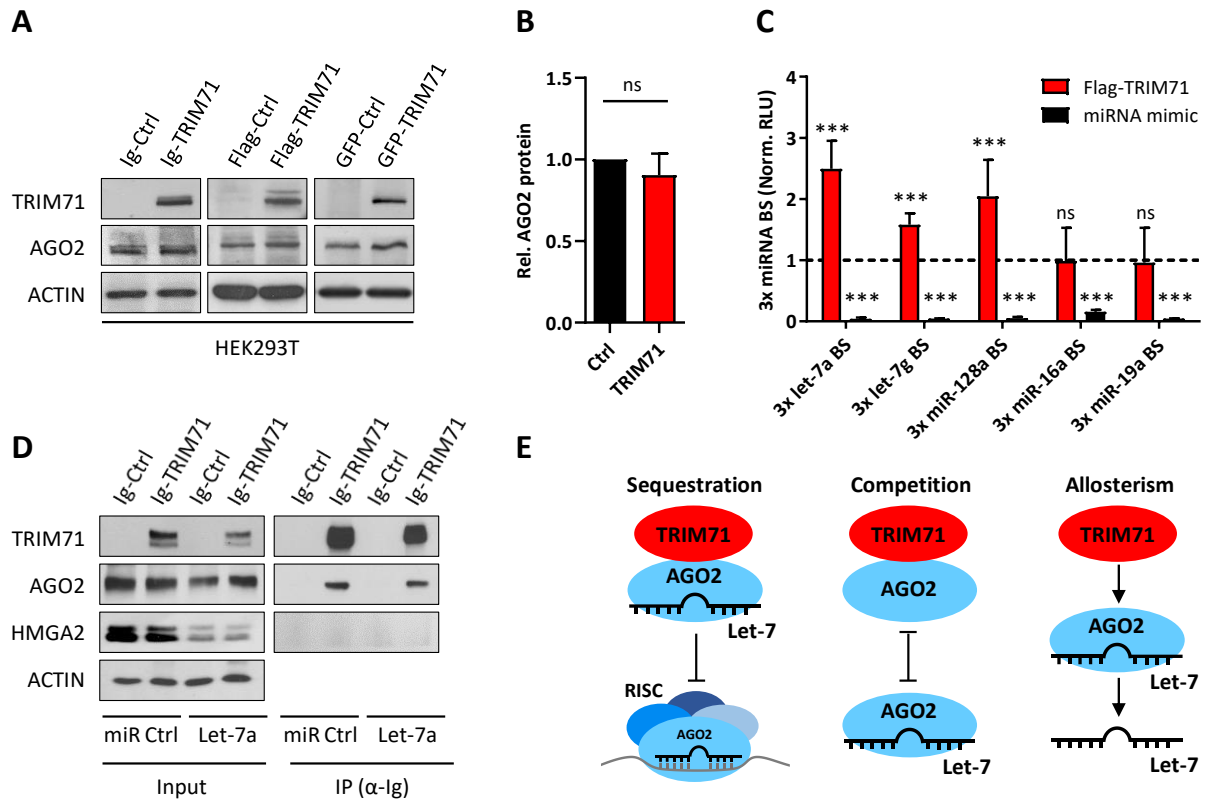 A
Ig-Ctrl
Ig-TRIM71
Flag-Ctrl
Flag-TRIM71
GFP-Ctrl
GFP-TRIM71
TRIM71
AGO2
ACTIN
HEK293T
B
Rel. AGO2 protein
1.5
1.0
0.5
0.0
ns
Ctrl
TRIM71
C
3x miRNA BS (Norm. RLU)
4
3
2
1
0
Flag-TRIM71
miRNA mimic
*** *** *** ns ns
*** *** *** *** ***
3x let-7a BS
3x let-7g BS
3x miR-128a BS
3x miR-16a BS
3x miR-19a BS
D
Ig-Ctrl
Ig-TRIM71
Ig-Ctrl
Ig-TRIM71
Ig-Ctrl
Ig-TRIM71
Ig-Ctrl
Ig-TRIM71
TRIM71
AGO2
HMGA2
ACTIN
miR Ctrl Let-7a miR Ctrl Let-7a
Input IP (α-Ig)
E
Sequestration
TRIM71
AGO2
Let-7
RISC
AGO2
Competition
TRIM71
AGO2
AGO2
Let-7
Allosterism
TRIM71
AGO2
Let-7
Let-7